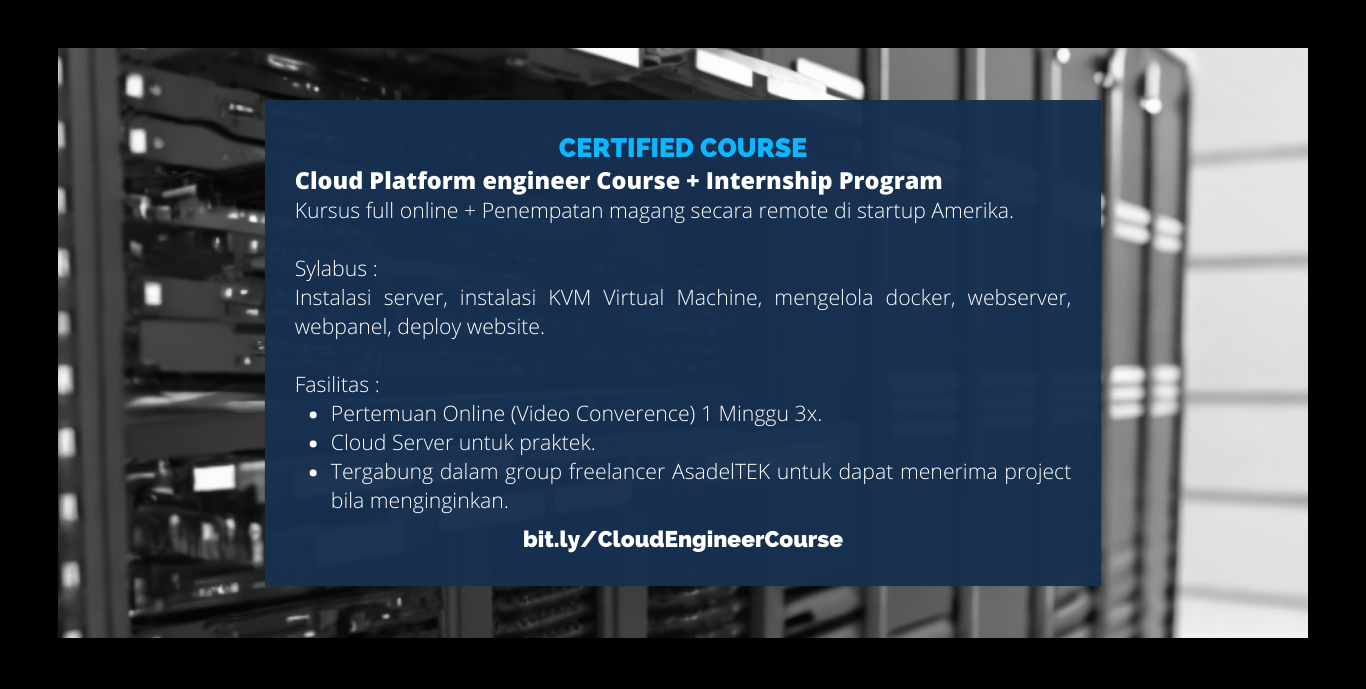 CERTIFIED COURSE
Cloud Platform engineer Course + Internship Program
Kursus full online + Penempatan magang secara remote di startup Amerika.
Sylabus :
Instalasi server, instalasi KVM Virtual Machine, mengelola docker, webserver,
webpanel, deploy website.
Fasilitas :
• Pertemuan Online (Video Converence) 1 Minggu 3x.
• Cloud Server untuk praktek.
• Tergabung dalam group freelancer AsadelTEK untuk dapat menerima project
bila menginginkan.
bit.ly/CloudEngineerCourse